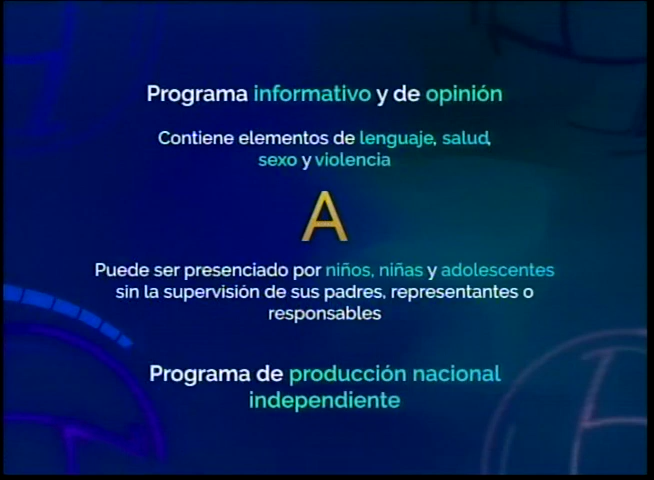 Programa informativo y de opinión
Contiene elementos de lenguaje, salud,
sexo y violencia
A
Puede ser presenciado por niños, niñas y adolescentes
sin la supervisión de sus padres, representantes o
responsables
Programa de producción nacional
independiente